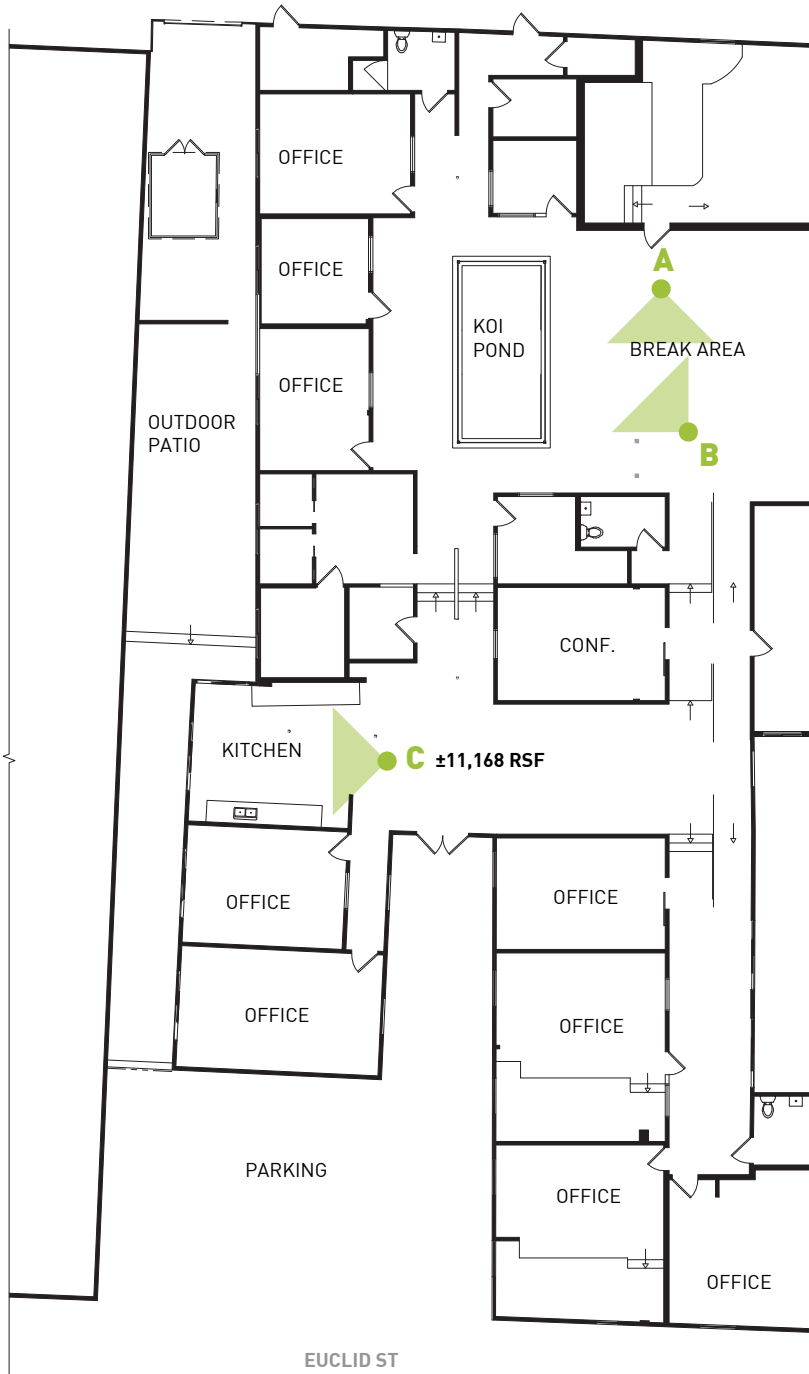 OFFICE
A
OFFICE
KOI
POND
BREAK AREA
OFFICE
OUTDOOR
PATIO
B
CONF.
KITCHEN
C ±11,168 RSF
OFFICE
OFFICE
OFFICE
OFFICE
PARKING
OFFICE
OFFICE
EUCLID ST